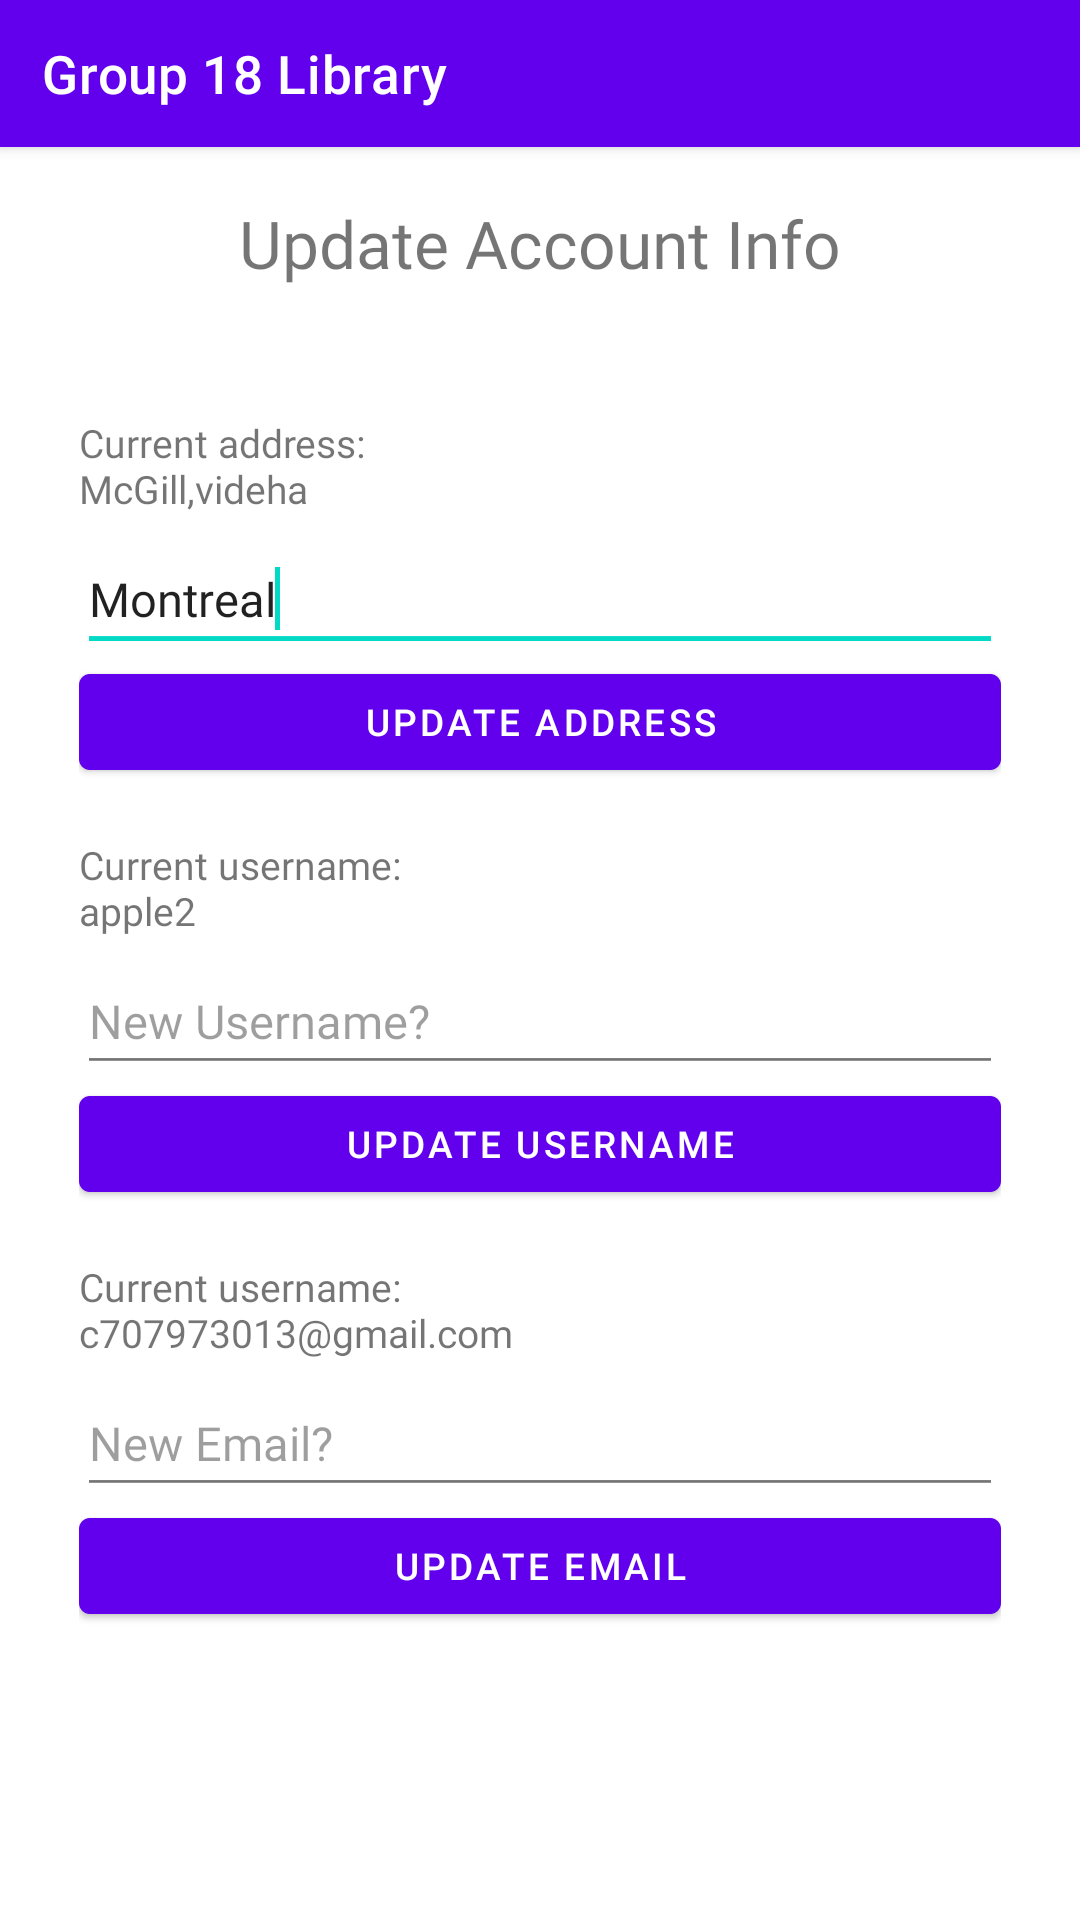 Group 18 Library
Update Account Info
Current address:
McGill,videha
Montreal
UPDATE ADDRESS
Current username:
apple2
New Username?
UPDATE USERNAME
Current username:
c707973013@gmail.com
New Email?
UPDATE EMAIL